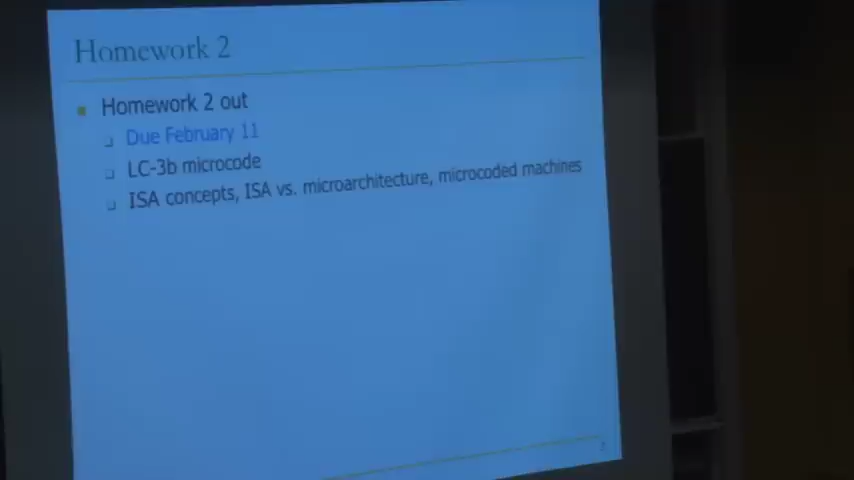 Homework 2
Homework 2 out
Due February 11
LC-3b microcode
ISA concepts, ISA vs. microarchitecture, microcoded machines